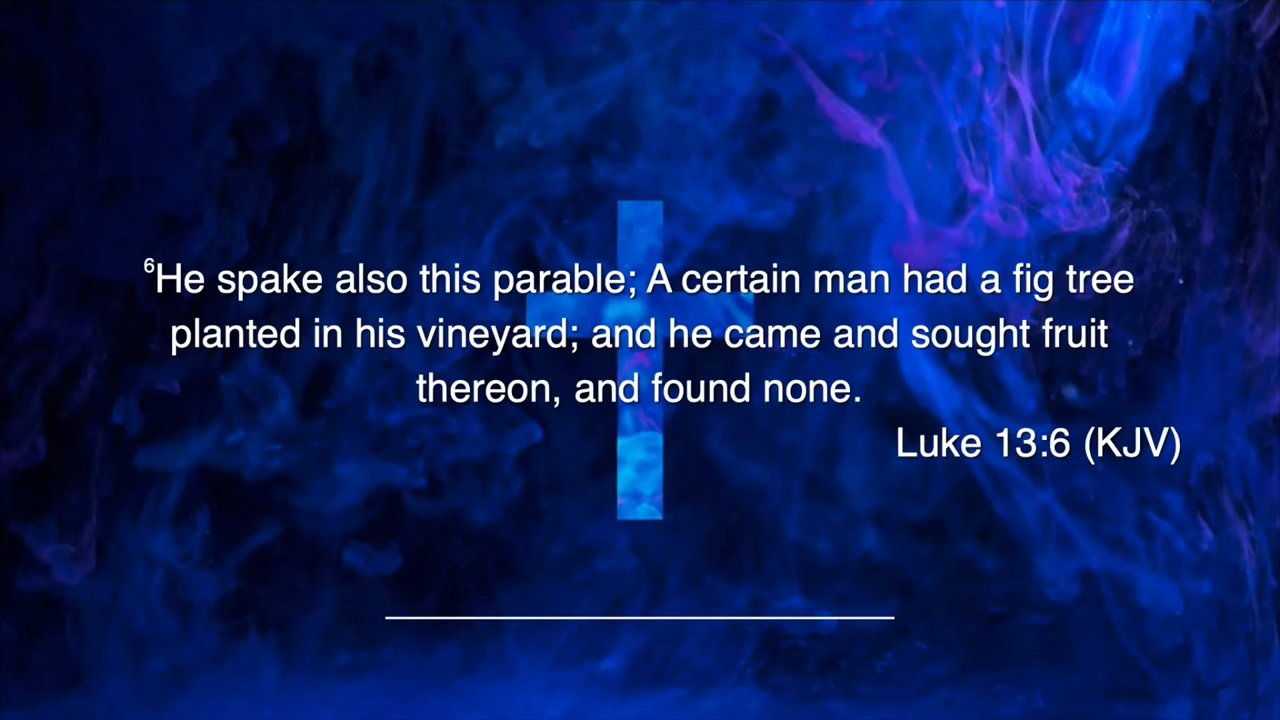 ⁶He spake also this parable; A certain man had a fig tree
planted in his vineyard; and he came and sought fruit
thereon, and found none.
Luke 13:6 (KJV)